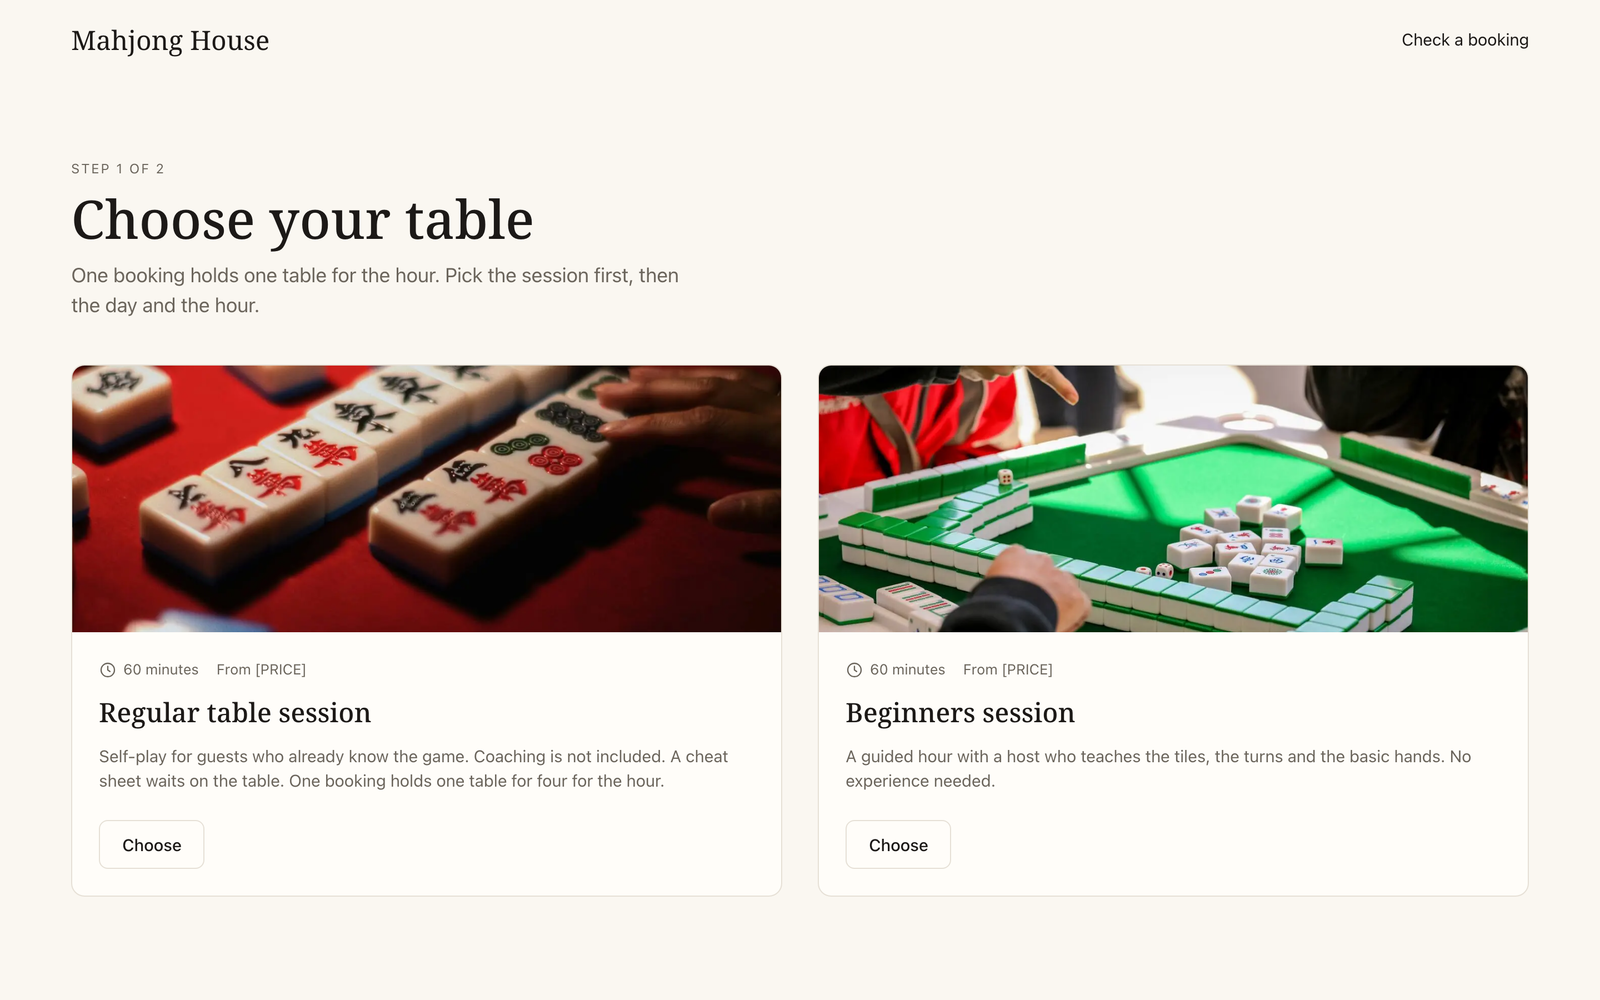 Mahjong House
Check a booking
STEP 1 OF 2
Choose your table
One booking holds one table for the hour. Pick the session first, then
the day and the hour.
60 minutes From [PRICE]
Regular table session
Self-play for guests who already know the game. Coaching is not included. A cheat
sheet waits on the table. One booking holds one table for four for the hour.
Choose
60 minutes From [PRICE]
Beginners session
A guided hour with a host who teaches the tiles, the turns and the basic hands. No
experience needed.
Choose